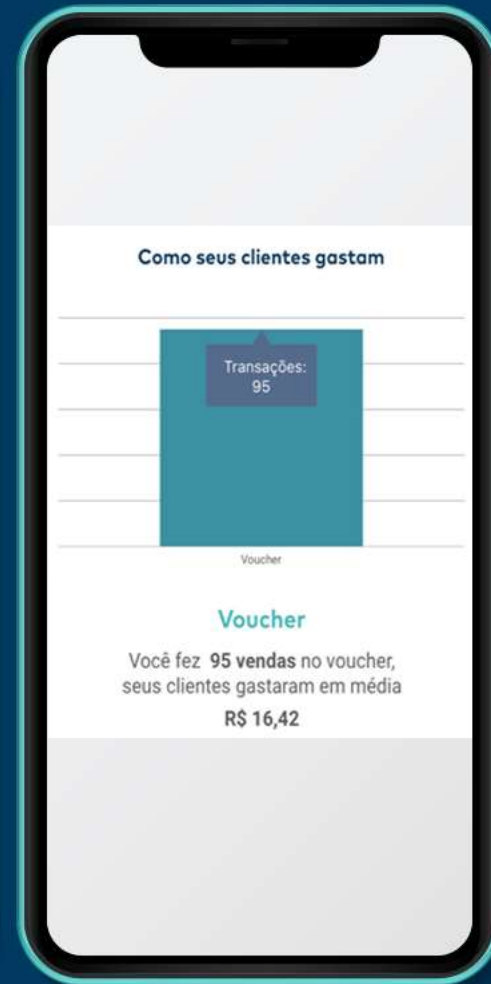 Como seus clientes gastam
Transações:
95
Voucher
Voucher
Você fez 95 vendas no voucher,
seus clientes gastaram em média
R$ 16,42